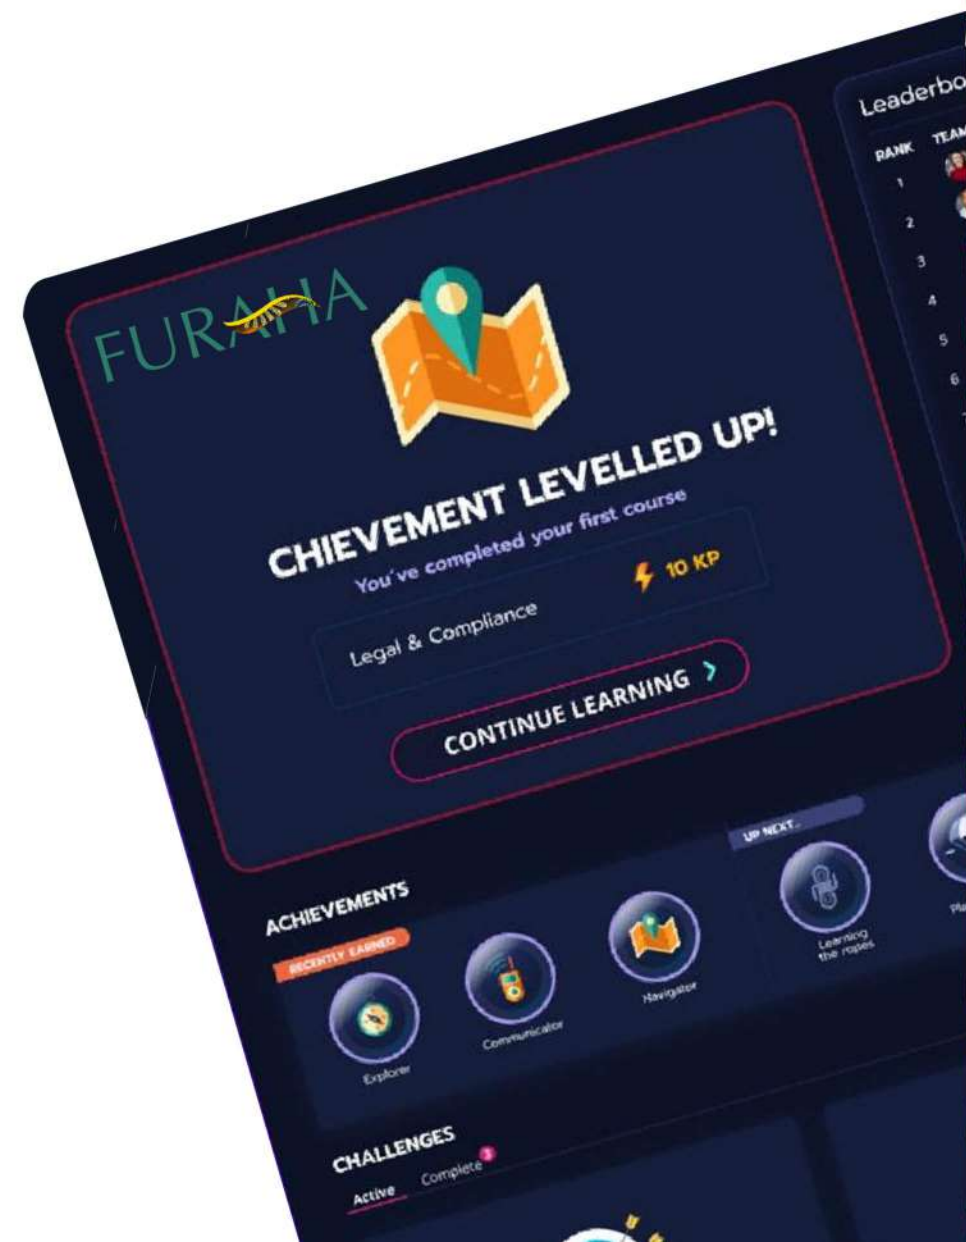 FURAHA
CHIEVEMENT LEVELLED UP!
You've completed your first course
Legal & Compliance
10 KP
CONTINUE LEARNING
Leaderbo
RANK TEAM
1
2
3
4
5
6
ACHIEVEMENTS
RECENTLY EARNED
UP NEXT..
Explorer
Communicator
Navigator
Learning
the ropes
Pla
CHALLENGES
Active Complete 3